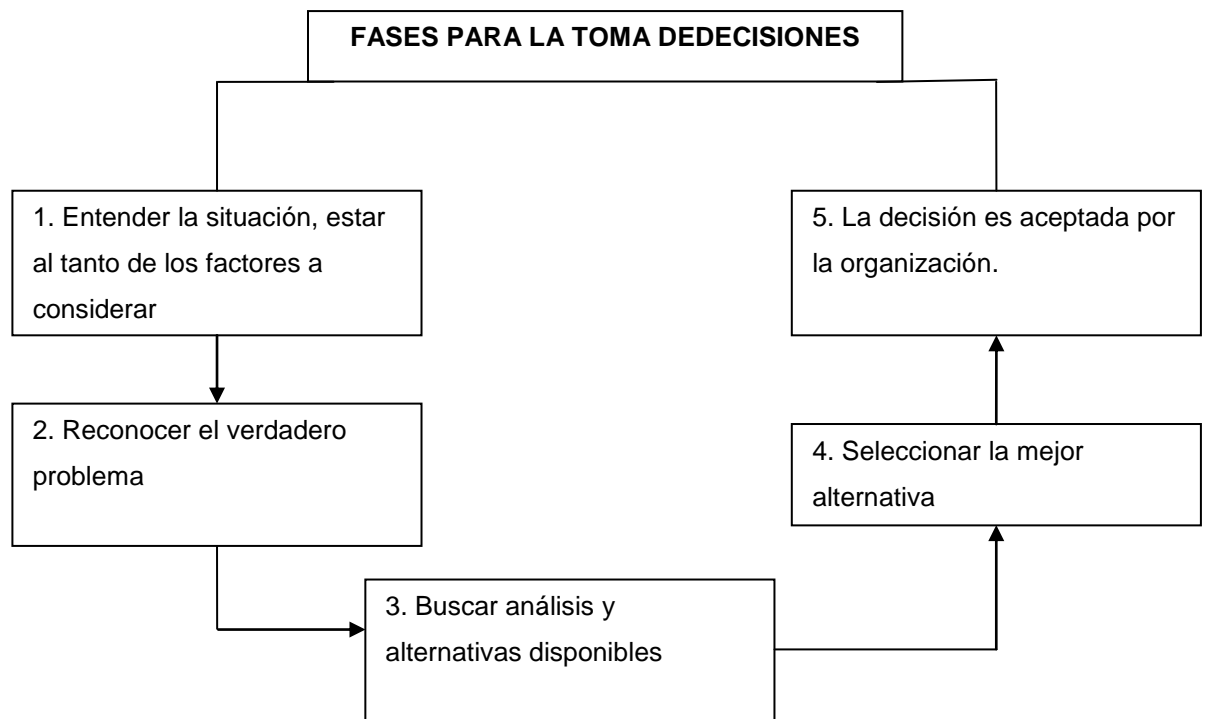 FASES PARA LA TOMA DEDECISIONES
1. Entender la situación, estar
al tanto de los factores a
considerar
2. Reconocer el verdadero
problema
3. Buscar análisis y
alternativas disponibles
4. Seleccionar la mejor
alternativa
5. La decisión es aceptada por
la organización.